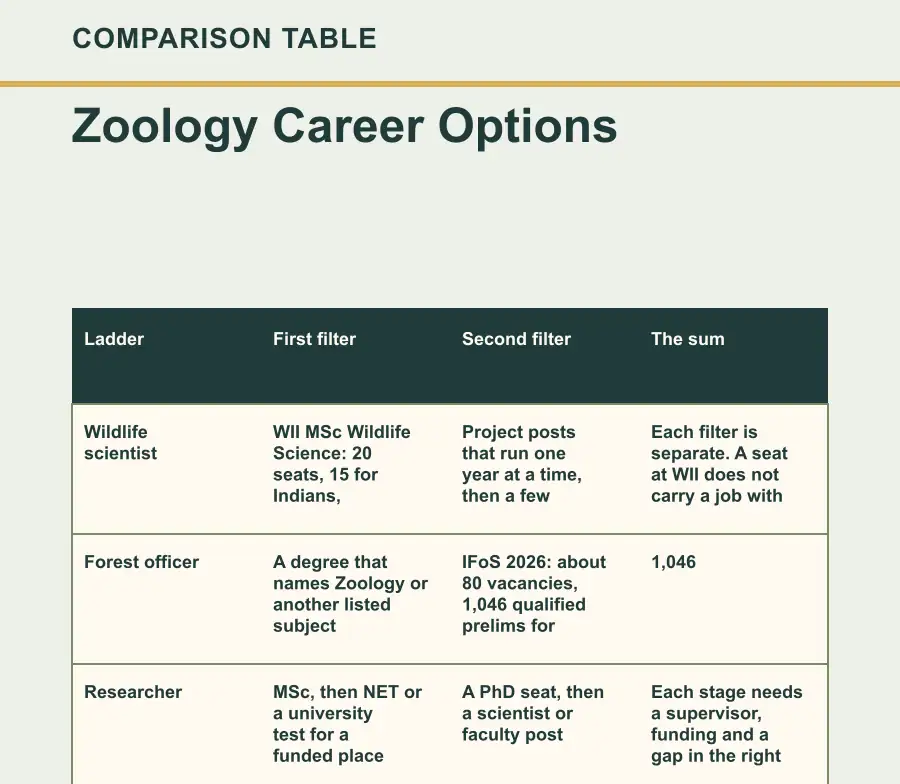 COMPARISON TABLE
Zoology Career Options
Ladder
First filter
Second filter
The sum
Wildlife
scientist
WII MSc Wildlife
Science: 20
seats, 15 for
Indians,
Project posts
that run one
year at a time,
then a few
Each filter is
separate. A seat
at WII does not
carry a job with
Forest officer
A degree that
names Zoology or
another listed
subject
IFoS 2026: about
80 vacancies,
1,046 qualified
prelims for
1,046
Researcher
MSc, then NET or
a university
test for a
funded place
A PhD seat, then
a scientist or
faculty post
Each stage needs
a supervisor,
funding and a
gap in the right